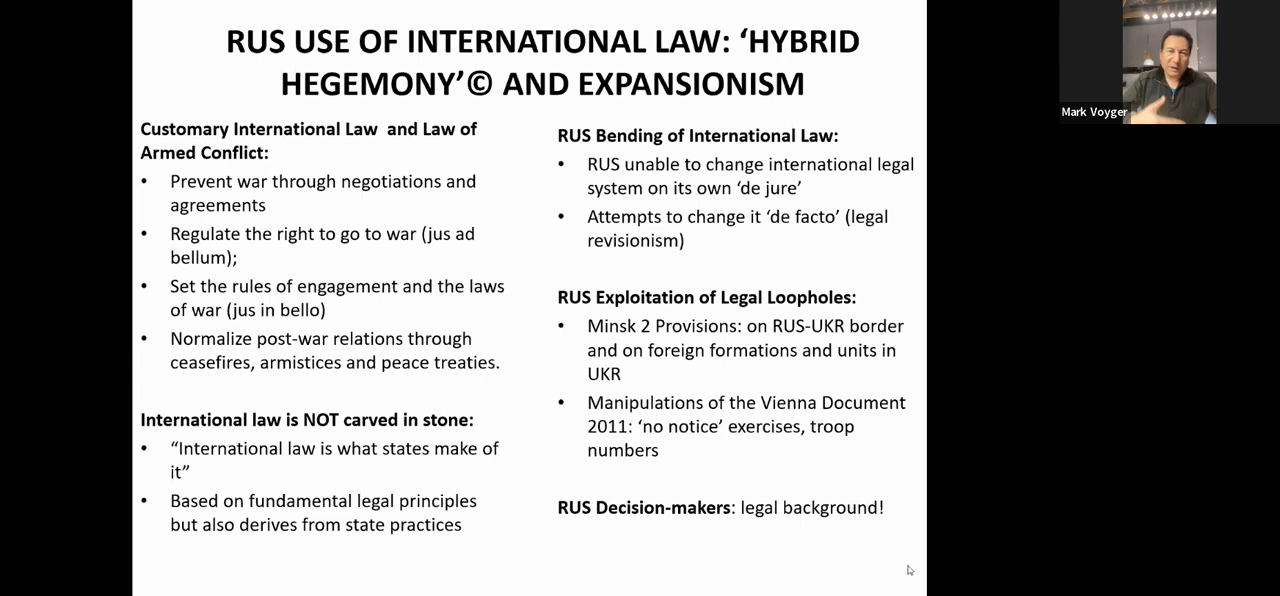 RUS USE OF INTERNATIONAL LAW: ‘HYBRID
HEGEMONY’© AND EXPANSIONISM
Customary International Law  and Law of
Armed Conflict:
• Prevent war through negotiations and
agreements
• Regulate the right to go to war (jus ad
bellum);
• Set the rules of engagement and the laws
of war (jus in bello)
• Normalize post-war relations through
ceasefires, armistices and peace treaties.
International law is NOT carved in stone:
• “International law is what states make of
it”
• Based on fundamental legal principles
but also derives from state practices
RUS Bending of International Law:
• RUS unable to change international legal
system on its own ‘de jure’
• Attempts to change it ‘de facto’ (legal
revisionism)
RUS Exploitation of Legal Loopholes:
• Minsk 2 Provisions: on RUS-UKR border
and on foreign formations and units in
UKR
• Manipulations of the Vienna Document
2011: ‘no notice’ exercises, troop
numbers
RUS Decision-makers: legal background!
Mark Voyger